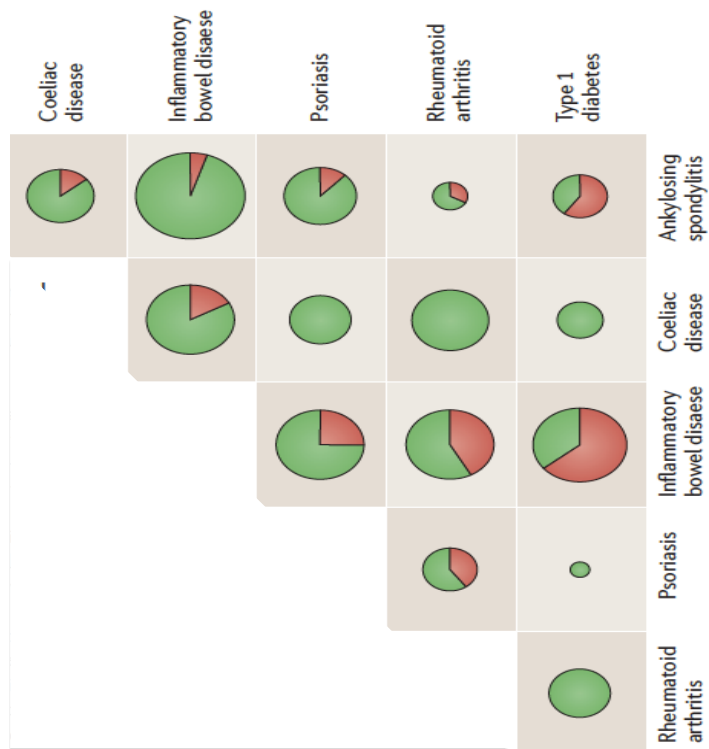 Coeliac
disease
Inflammatory
bowel disaese
Psoriasis
Rheumatoid
arthritis
Type 1
diabetes
Ankylosing
spondylitis
Coeliac
disease
Inflammatory
bowel disaese
Psoriasis
Rheumatoid
arthritis